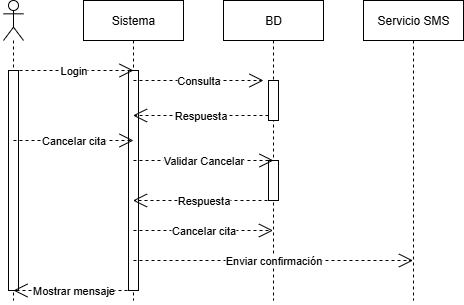 Sistema
BD
Servicio SMS
Login
Consulta
Respuesta
Cancelar cita
Validar Cancelar
Respuesta
Cancelar cita
Enviar confirmación
Mostrar mensaje